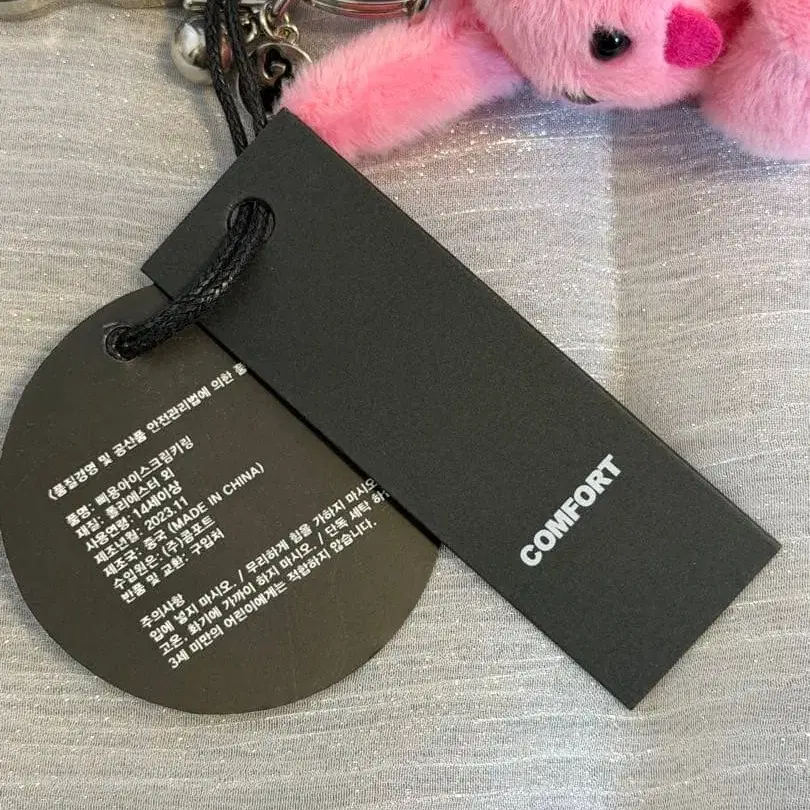 <품질경영 및 공산품 안전관리법에 의한 품
품명: 삐용아이스크림키링
재질: 폴리에스터 외
사용연령: 14세이상
제조년월: 2023.11
제조국: 중국 (MADE IN CHINA)
수입원은: (주)콤포트
반품 및 교환: 구입처
주의사항
입에 넣지 마시오. / 무리하게 힘을 가하지 마시오
고온, 화기에 가까이 하지 마시오. / 단독 세탁 하
3세 미만의 어린이에게는 적합하지 않습니다.
COMFORT